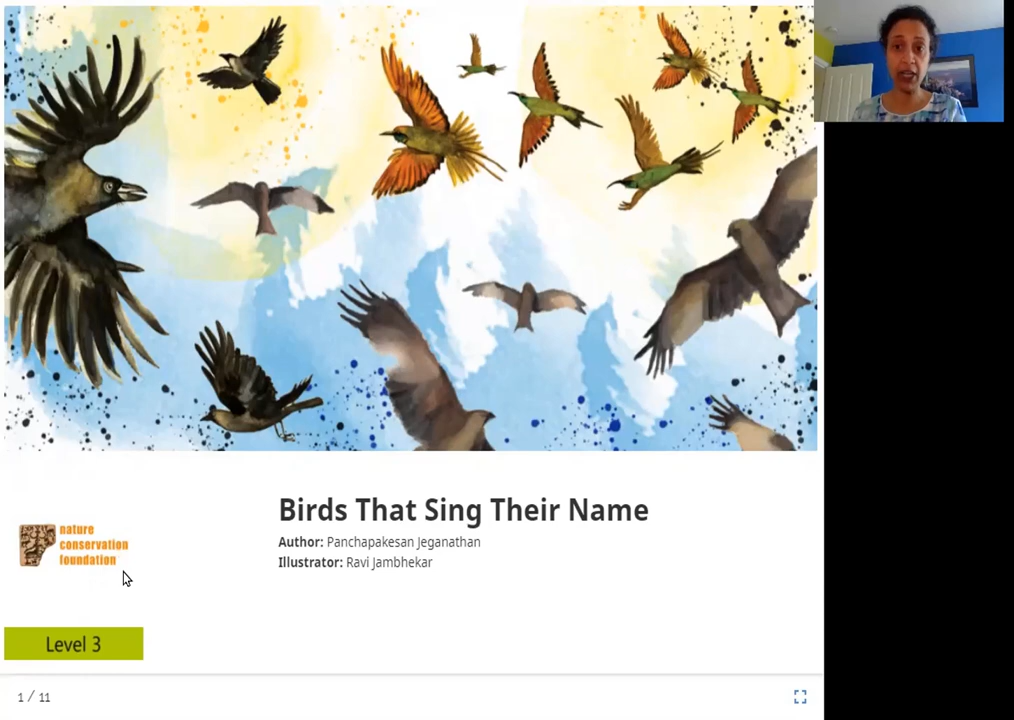 Birds That Sing Their Name
Author: Panchapakesan Jeganathan
Illustrator: Ravi Jambhekar
nature
conservation
foundation
Level 3
1 / 11